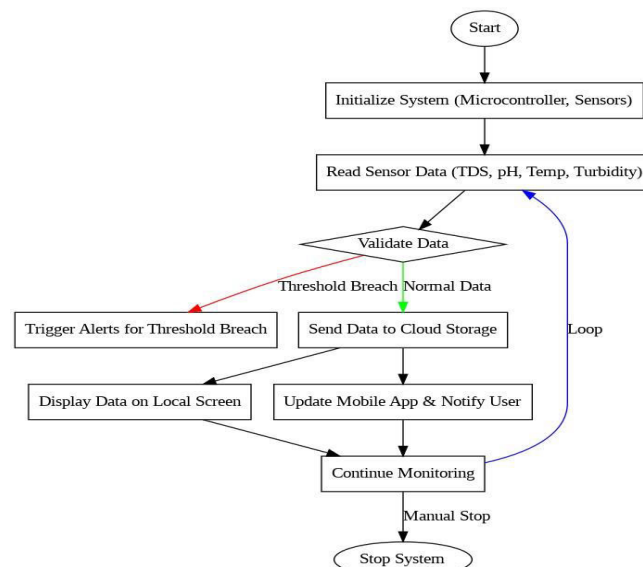 Start
Initialize System (Microcontroller, Sensors)
Read Sensor Data (TDS, pH, Temp, Turbidity)
Validate Data
Threshold Breach
Normal Data
Trigger Alerts for Threshold Breach
Send Data to Cloud Storage
Loop
Display Data on Local Screen
Update Mobile App & Notify User
Continue Monitoring
Manual Stop
Stop System